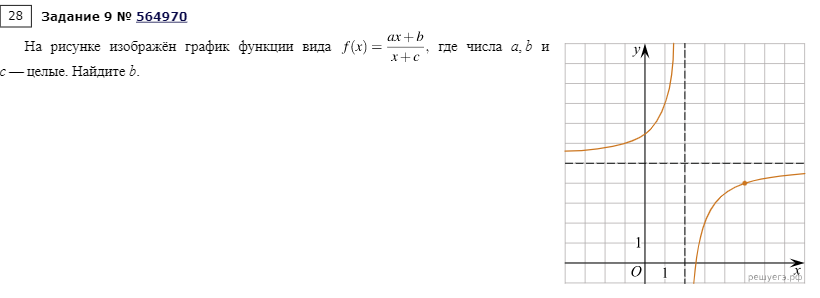 28 Задание 9 № 564970
На рисунке изображён график функции вида f(x) = \frac{ax+b}{x+c}, где числа a, b и
c — целые. Найдите b.
y
1
O 1 x
решуегэ.рф